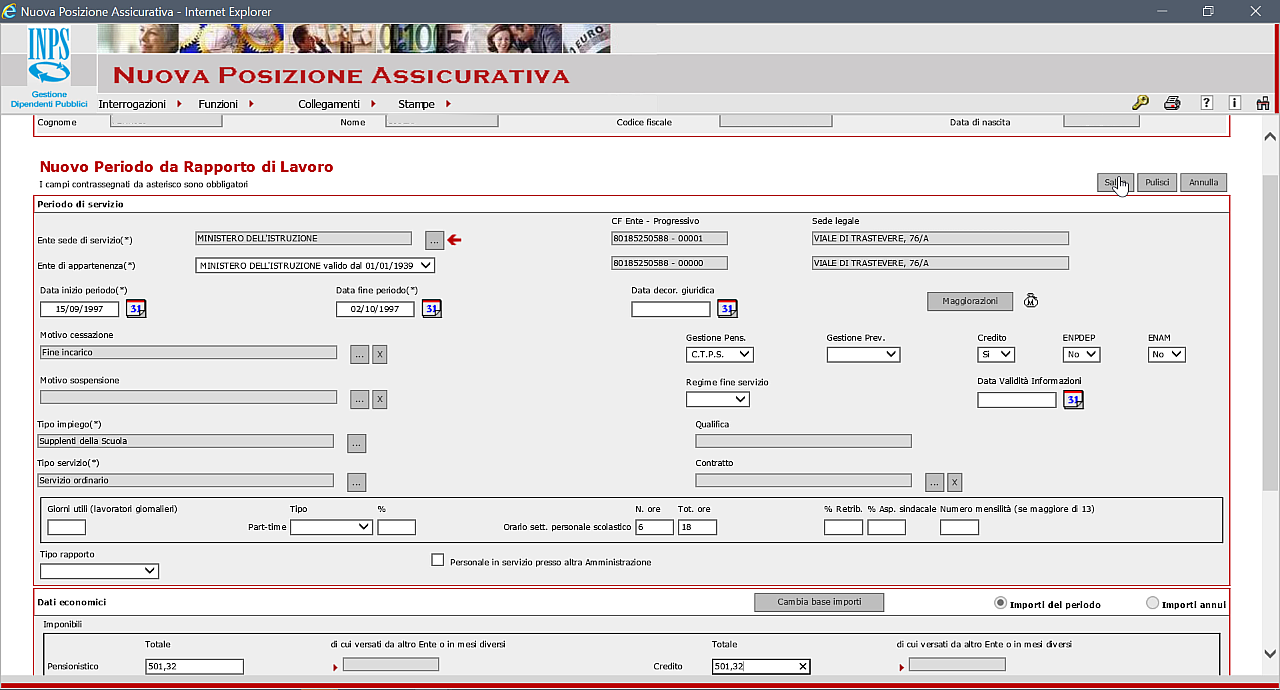 Nuova Posizione Assicurativa - Internet Explorer
INPS
Gestione
Dipendenti Pubblici
EURO
NUOVA POSIZIONE ASSICURATIVA
Interrogazioni Funzioni Collegamenti Stampe
Cognome Nome Codice fiscale Data di nascita
Nuovo Periodo da Rapporto di Lavoro
I campi contrassegnati da asterisco sono obbligatori
Pulisci Annulla
Periodo di servizio
CF Ente - Progressivo Sede legale
Ente sede di servizio(*) MINISTERO DELL'ISTRUZIONE ... 80185250588 - 00001 VIALE DI TRASTEVERE, 76/A
Ente di appartenenza(*) MINISTERO DELL'ISTRUZIONE valido dal 01/01/1939 80185250588 - 00000 VIALE DI TRASTEVERE, 76/A
Data inizio periodo(*) Data fine periodo(*) Data decor. giuridica
15/09/1997 31 02/10/1997 31 31 Maggiorazioni
Motivo cessazione Gestione Pens. Gestione Prev. Credito ENPDEP ENAM
Fine incarico ... X C.T.P.S. Si No No
Motivo sospensione Regime fine servizio Data Validità Informazioni
... X 31
Tipo impiego(*) Qualifica
Supplenti della Scuola ...
Tipo servizio(*) Contratto
Servizio ordinario ... ... X
Giorni utili (lavoratori giornalieri) Tipo % N. ore Tot. ore % Retrib. % Asp. sindacale Numero mensilità (se maggiore di 13)
Part-time Orario sett. personale scolastico 6 18
Tipo rapporto
Personale in servizio presso altra Amministrazione
Dati economici Cambia base importi Importi del periodo Importi annui
Imponibili
Totale di cui versati da altro Ente o in mesi diversi Totale di cui versati da altro Ente o in mesi diversi
Pensionistico 501,32 Credito 501,32